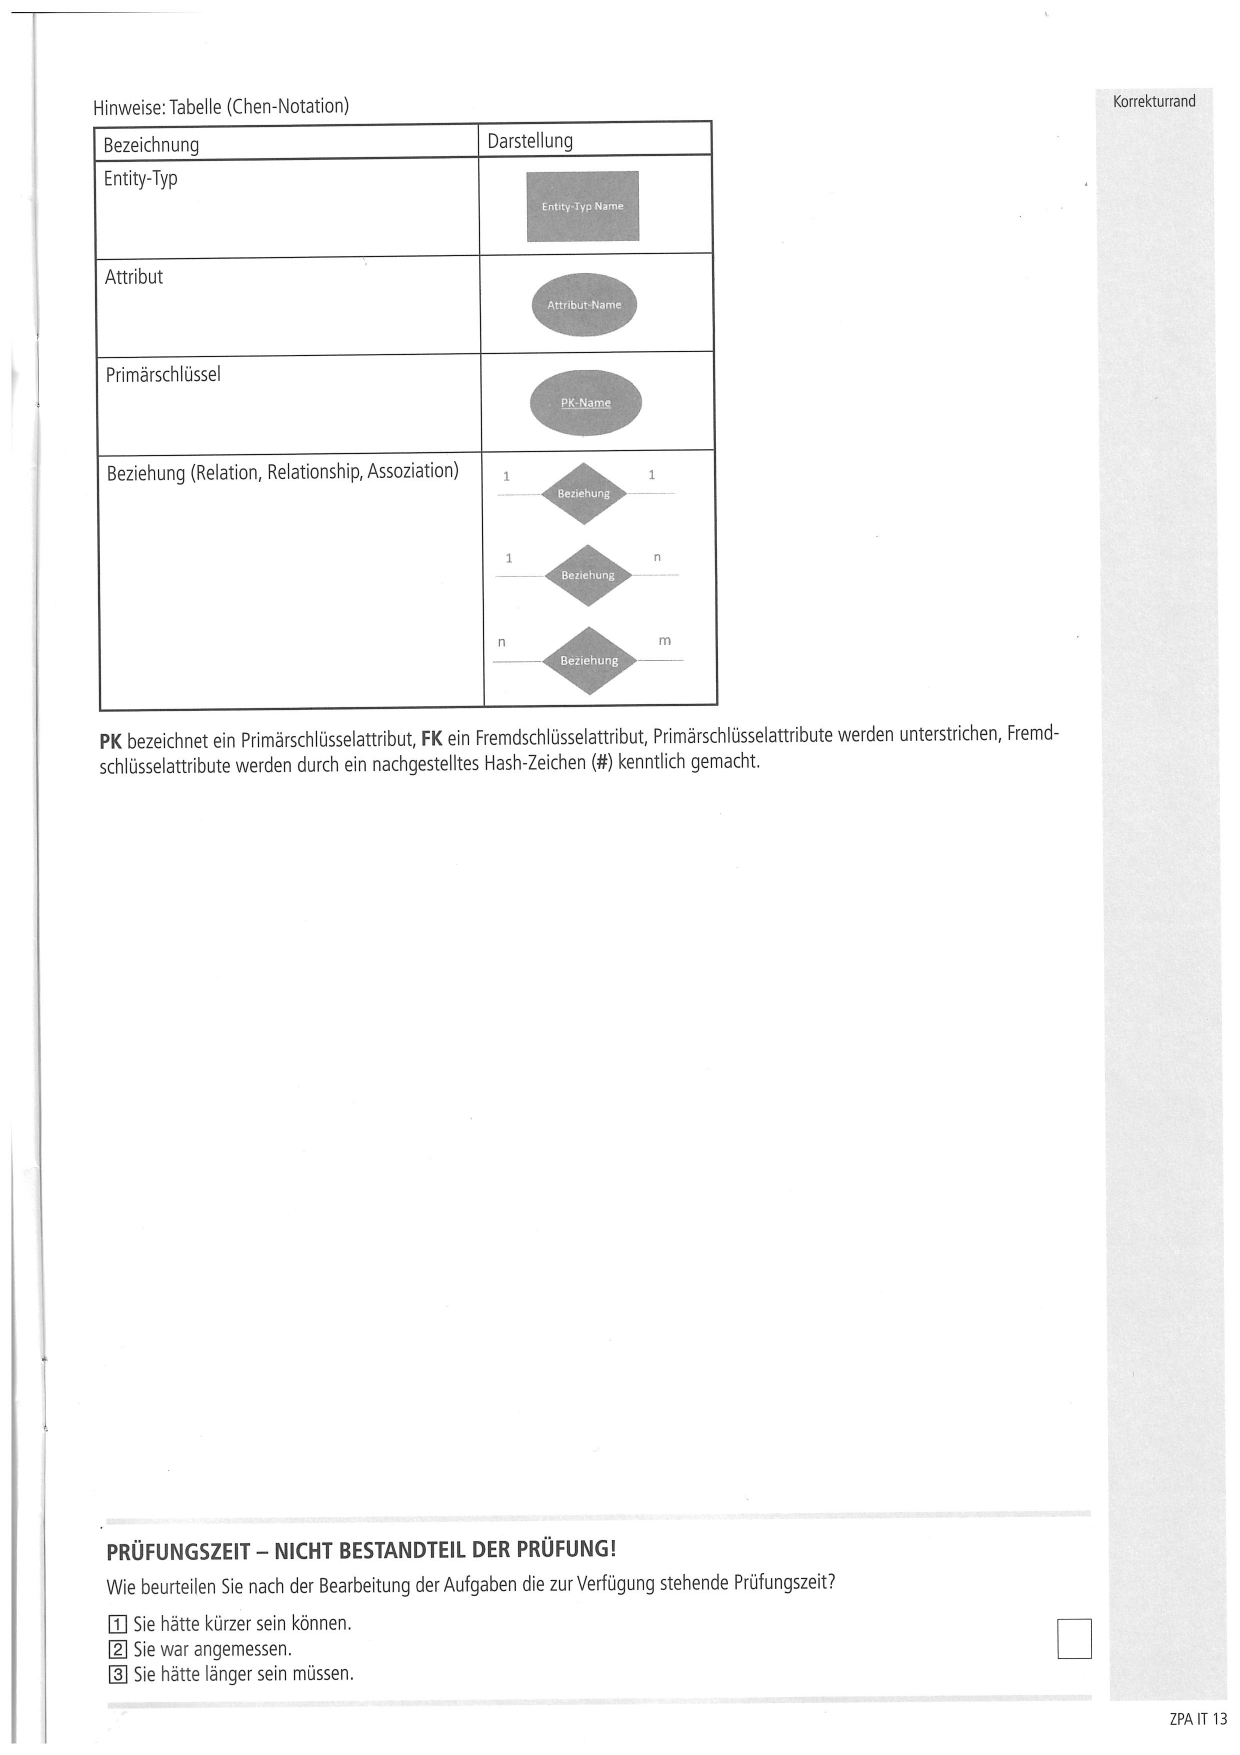 Korrekturrand
Hinweise: Tabelle (Chen-Notation)
Bezeichnung
Darstellung
Entity-Typ
Entity-Typ Name
Attribut
Attribut-Name
Primärschlüssel
PK-Name
Beziehung (Relation, Relationship, Assoziation)
1 Beziehung 1
1 Beziehung n
n Beziehung m
PK bezeichnet ein Primärschlüsselattribut, FK ein Fremdschlüsselattribut, Primärschlüsselattribute werden unterstrichen, Fremd-
schlüsselattribute werden durch ein nachgestelltes Hash-Zeichen (#) kenntlich gemacht.
PRÜFUNGSZEIT – NICHT BESTANDTEIL DER PRÜFUNG!
Wie beurteilen Sie nach der Bearbeitung der Aufgaben die zur Verfügung stehende Prüfungszeit?
1 Sie hätte kürzer sein können.
2 Sie war angemessen.
3 Sie hätte länger sein müssen.
ZPA IT 13